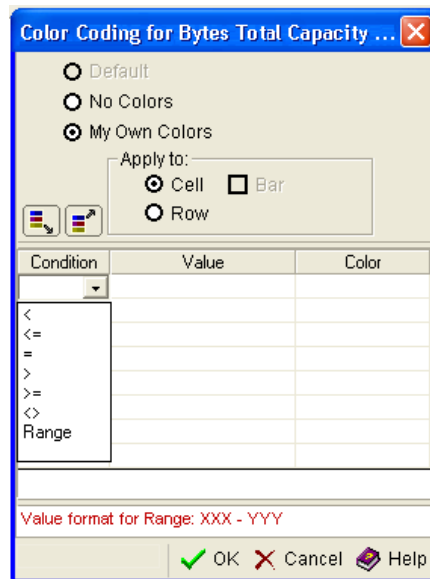 Color Coding for Bytes Total Capacity ...
Default
No Colors
My Own Colors
Apply to:
Cell Bar
Row
Condition Value Color
<
<=
=
>
>=
<>
Range
Value format for Range: XXX - YYY
OK Cancel Help